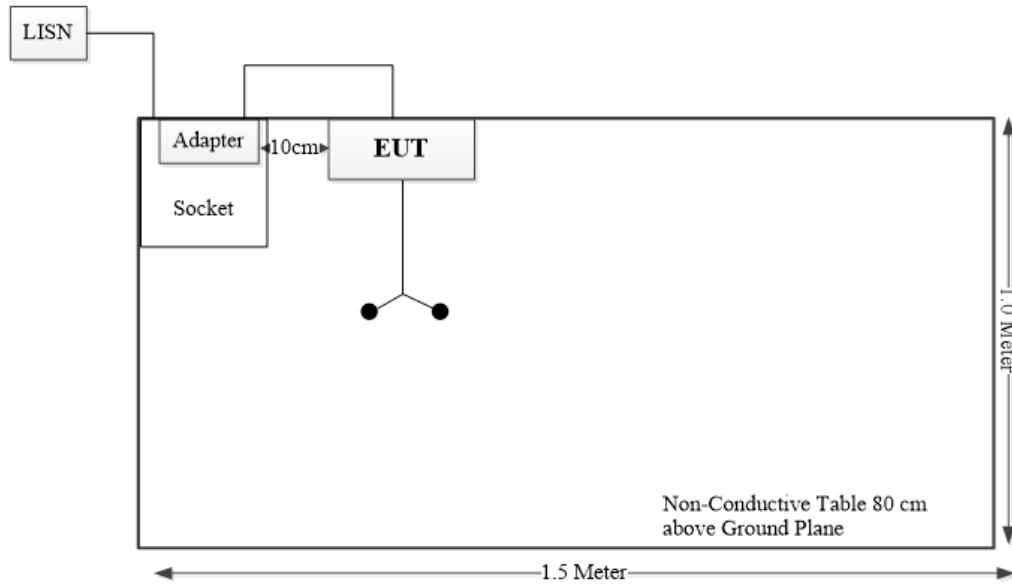 LISN
Adapter
10cm
EUT
Socket
1.0 Meter
Non-Conductive Table 80 cm
above Ground Plane
1.5 Meter